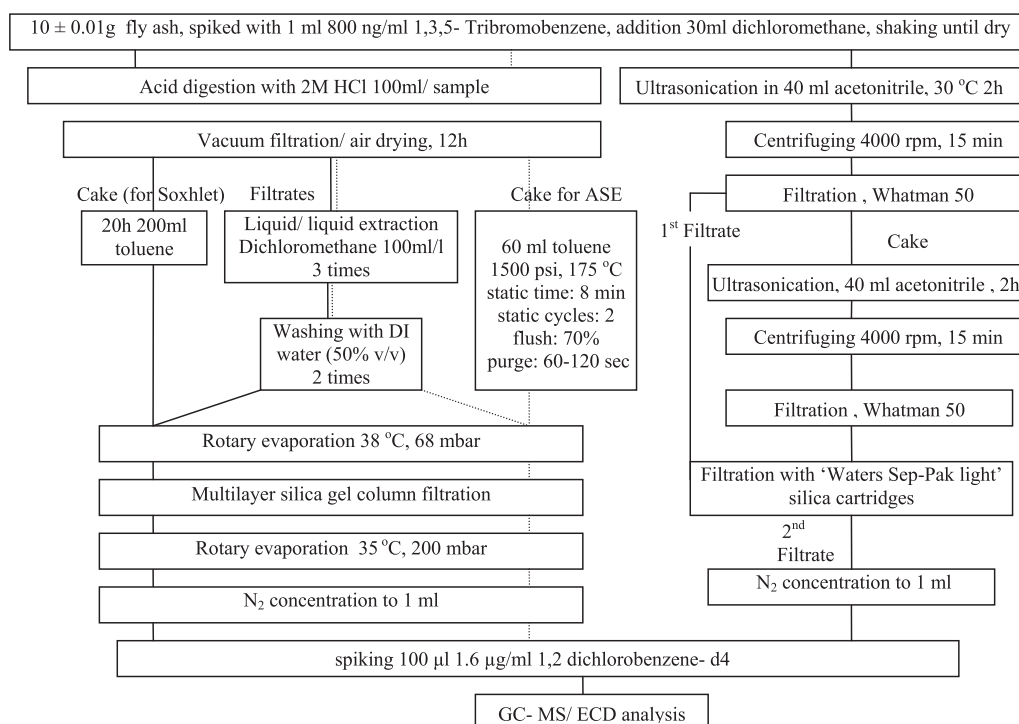 10 ± 0.01g fly ash, spiked with 1 ml 800 ng/ml 1,3,5- Tribromobenzene, addition 30ml dichloromethane, shaking until dry
Acid digestion with 2M HCl 100ml/ sample
Vacuum filtration/ air drying, 12h
Cake (for Soxhlet)
20h 200ml
toluene
Filtrates
Liquid/ liquid extraction
Dichloromethane 100ml/l
3 times
Washing with DI
water (50% v/v)
2 times
Cake for ASE
60 ml toluene
1500 psi, 175 °C
static time: 8 min
static cycles: 2
flush: 70%
purge: 60-120 sec
Rotary evaporation 38 °C, 68 mbar
Multilayer silica gel column filtration
Rotary evaporation 35 °C, 200 mbar
N₂ concentration to 1 ml
Ultrasonication in 40 ml acetonitrile, 30 °C 2h
Centrifuging 4000 rpm, 15 min
Filtration , Whatman 50
1st Filtrate
Cake
Ultrasonication, 40 ml acetonitrile , 2h
Centrifuging 4000 rpm, 15 min
Filtration , Whatman 50
Filtration with ‘Waters Sep-Pak light’
silica cartridges
2nd
Filtrate
N₂ concentration to 1 ml
spiking 100 µl 1.6 µg/ml 1,2 dichlorobenzene- d4
GC- MS/ ECD analysis